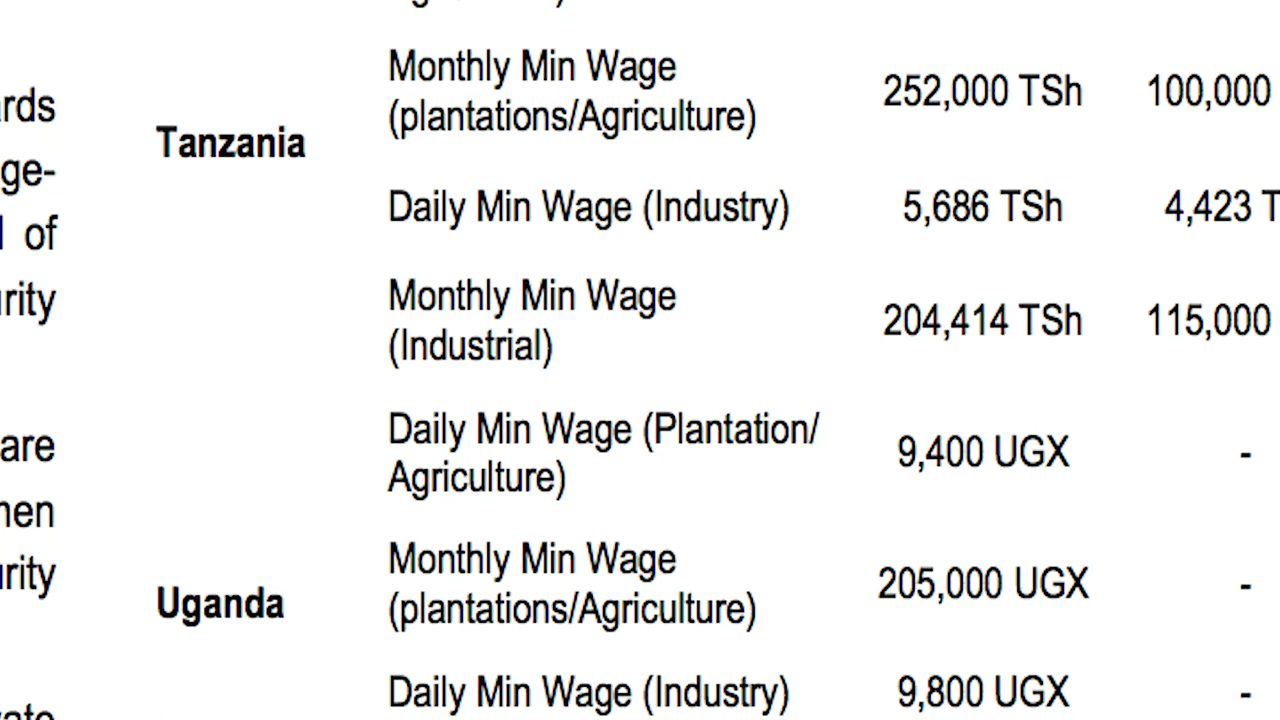 ards
ge-
of
rity
are
men
rity
Tanzania
Monthly Min Wage
(plantations/Agriculture)
252,000 TSh
100,000
Daily Min Wage (Industry)
5,686 TSh
4,423 T
Monthly Min Wage
(Industrial)
204,414 TSh
115,000
Uganda
Daily Min Wage (Plantation/
Agriculture)
9,400 UGX
-
Monthly Min Wage
(plantations/Agriculture)
205,000 UGX
-
Daily Min Wage (Industry)
9,800 UGX
-